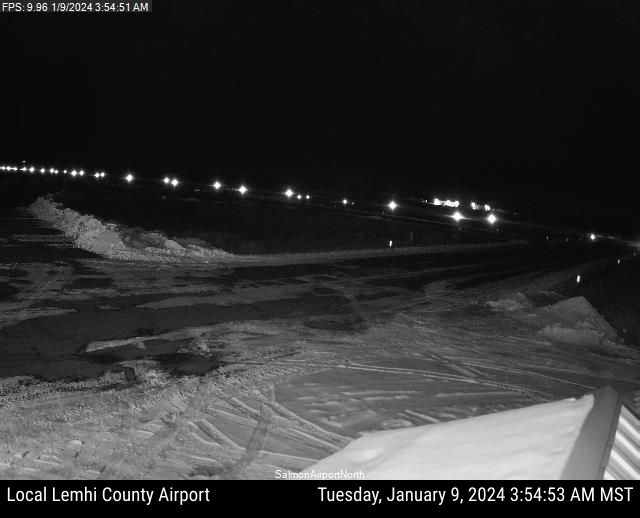 FPS: 9.96 1/9/2024 3:54:51 AM
SalmonAirportNorth
Local Lemhi County Airport Tuesday, January 9, 2024 3:54:53 AM MST